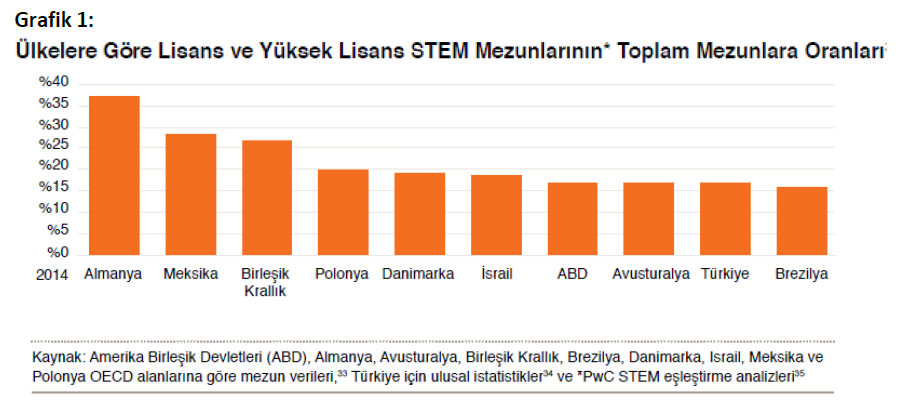 Grafik 1:
Ülkelere Göre Lisans ve Yüksek Lisans STEM Mezunlarının* Toplam Mezunlara Oranları
%40
%35
%30
%25
%20
%15
%10
%5
%0
2014 Almanya Meksika Birleşik Krallık Polonya Danimarka İsrail ABD Avusturalya Türkiye Brezilya
Kaynak: Amerika Birleşik Devletleri (ABD), Almanya, Avusturalya, Birleşik Krallık, Brezilya, Danimarka, Israil, Meksika ve
Polonya OECD alanlarına göre mezun verileri,³³ Türkiye için ulusal istatistikler³⁴ ve *PwC STEM eşleştirme analizleri³⁵